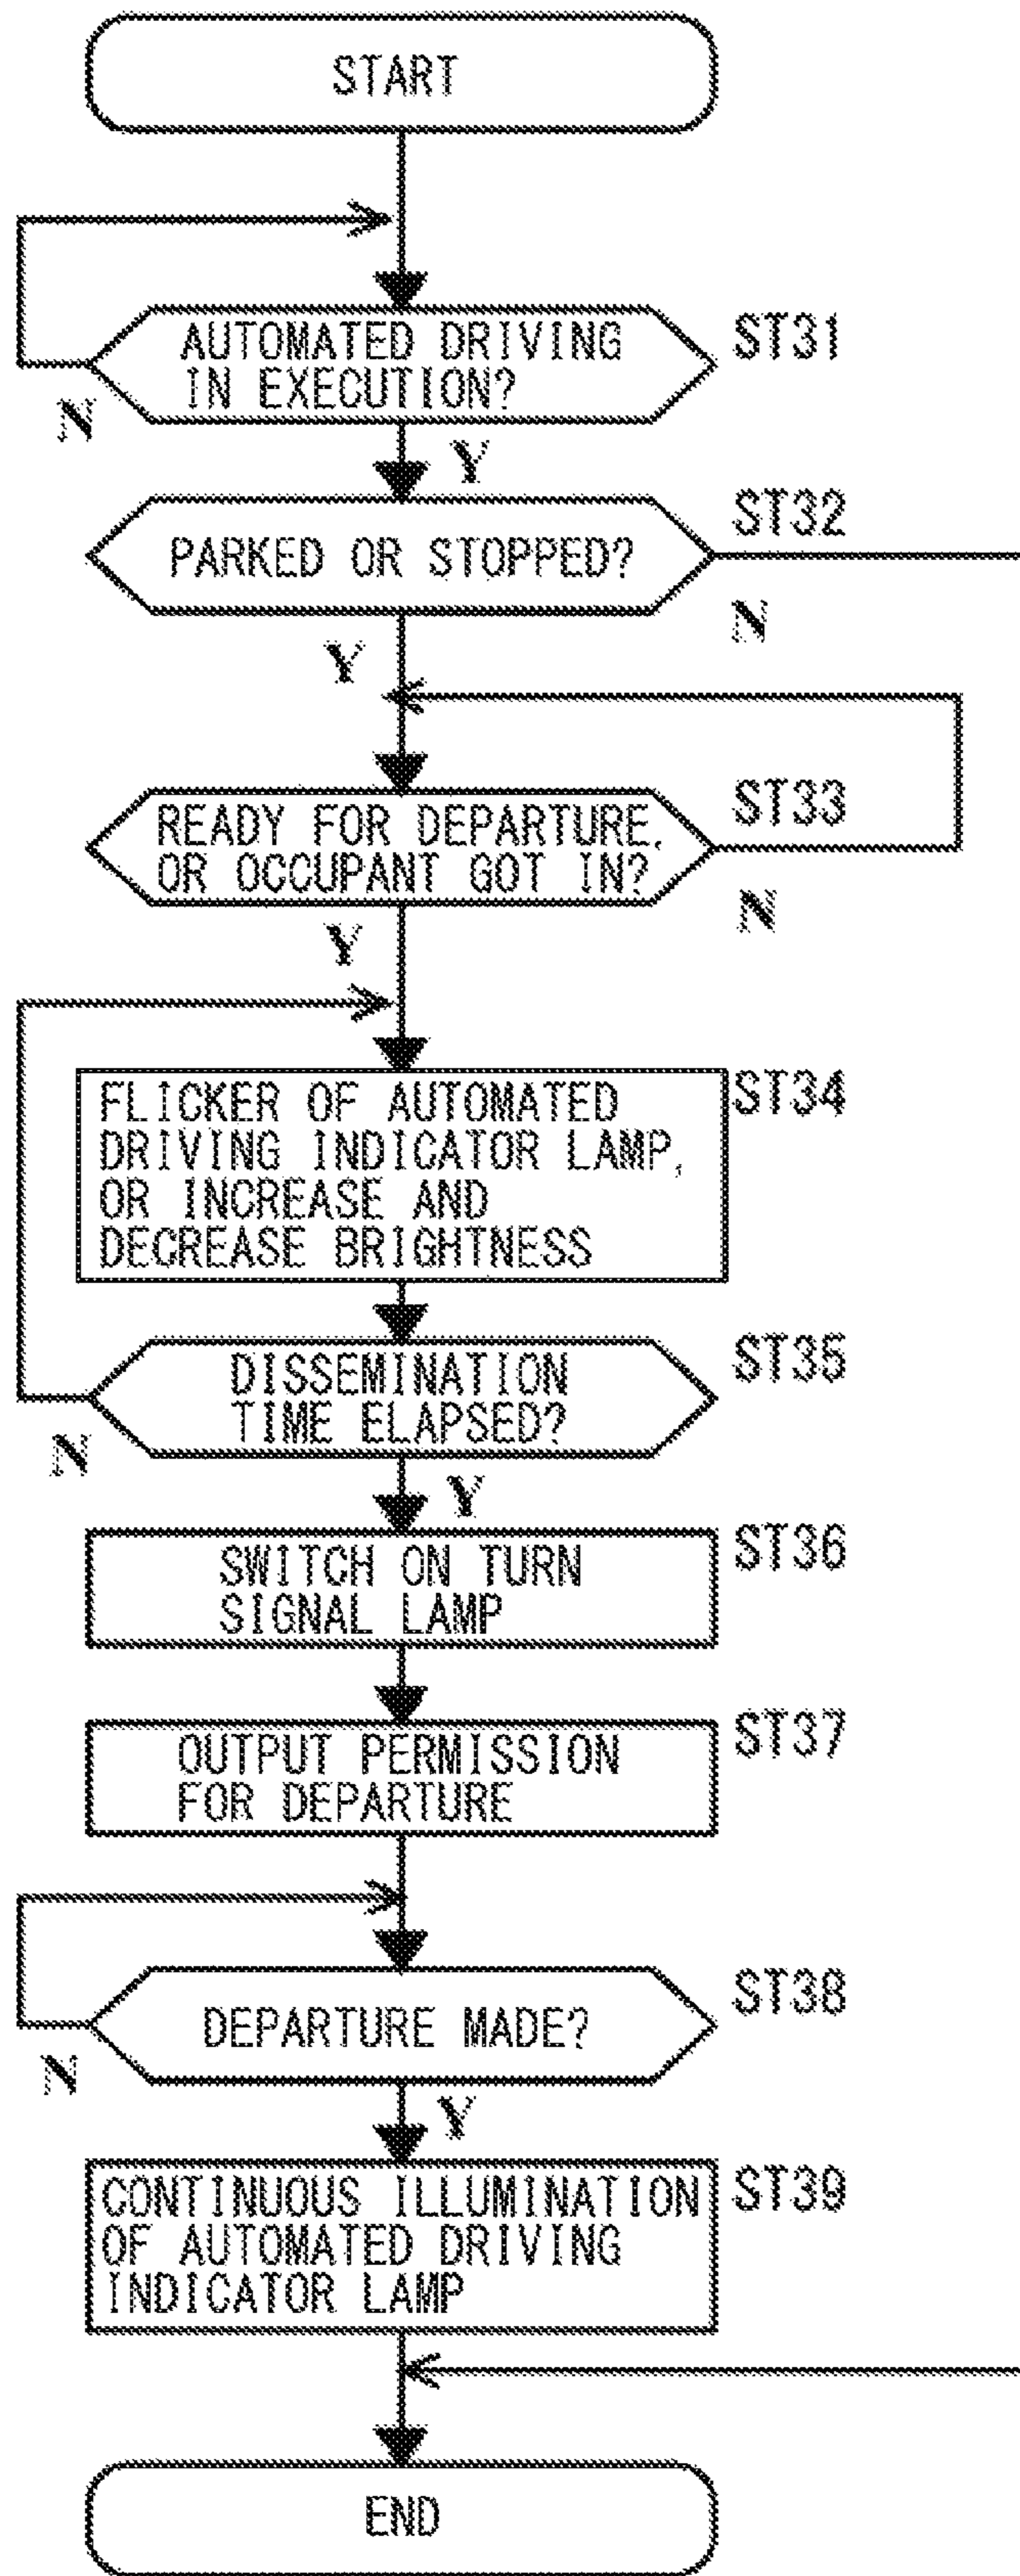 START
AUTOMATED DRIVING
IN EXECUTION?
ST31
N
Y
PARKED OR STOPPED?
ST32
N
Y
READY FOR DEPARTURE,
OR OCCUPANT GOT IN?
ST33
N
Y
FLICKER OF AUTOMATED
DRIVING INDICATOR LAMP,
OR INCREASE AND
DECREASE BRIGHTNESS
ST34
DISSEMINATION
TIME ELAPSED?
ST35
N
Y
SWITCH ON TURN
SIGNAL LAMP
ST36
OUTPUT PERMISSION
FOR DEPARTURE
ST37
DEPARTURE MADE?
ST38
N
Y
CONTINUOUS ILLUMINATION
OF AUTOMATED DRIVING
INDICATOR LAMP
ST39
END